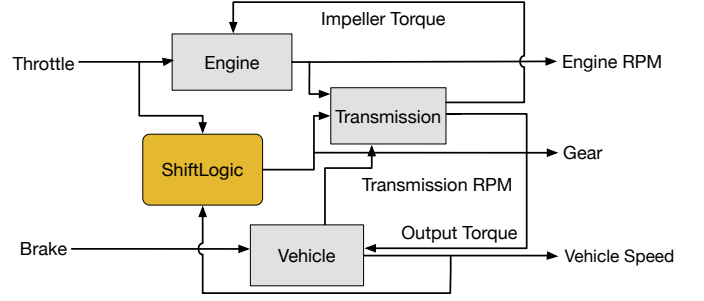 Impeller Torque
Throttle
Engine
Engine RPM
Transmission
ShiftLogic
Gear
Transmission RPM
Output Torque
Brake
Vehicle
Vehicle Speed